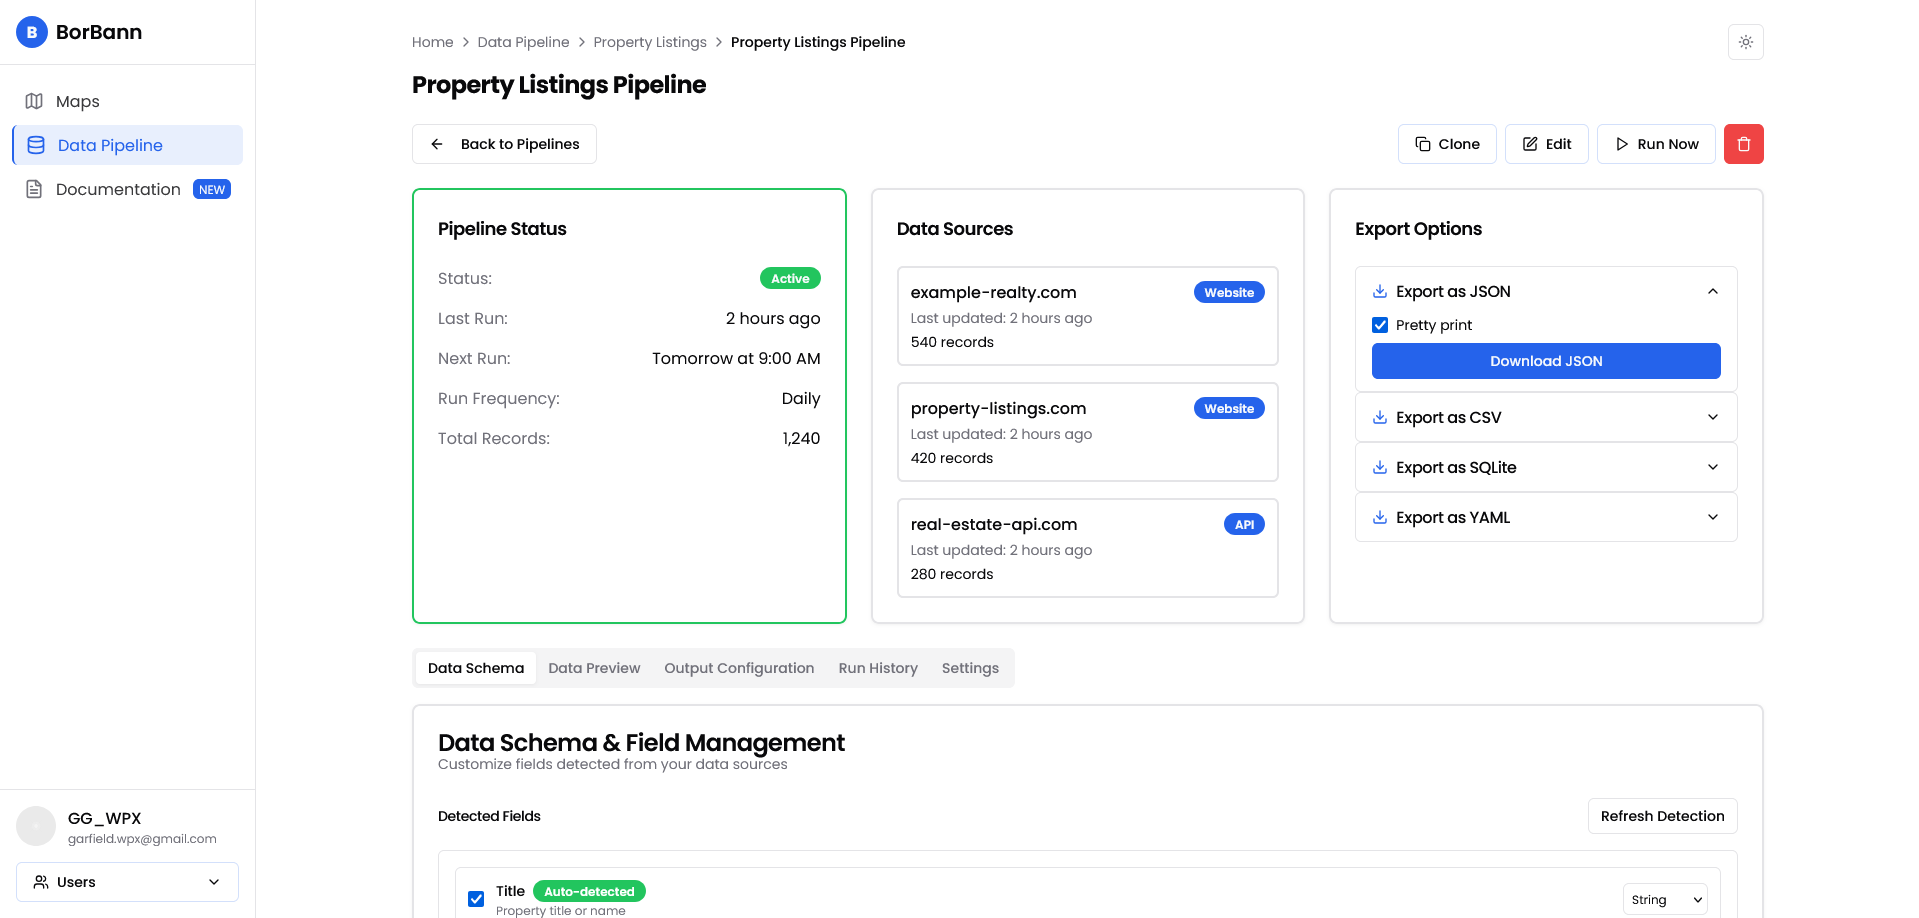 B BorBann
Maps
Data Pipeline
Documentation NEW
GG_WPX
garfield.wpx@gmail.com
Users
Home > Data Pipeline > Property Listings > Property Listings Pipeline
Property Listings Pipeline
Back to Pipelines
Clone
Edit
Run Now
Pipeline Status
Status: Active
Last Run: 2 hours ago
Next Run: Tomorrow at 9:00 AM
Run Frequency: Daily
Total Records: 1,240
Data Sources
example-realty.com Website
Last updated: 2 hours ago
540 records
property-listings.com Website
Last updated: 2 hours ago
420 records
real-estate-api.com API
Last updated: 2 hours ago
280 records
Export Options
Export as JSON
Pretty print
Download JSON
Export as CSV
Export as SQLite
Export as YAML
Data Schema Data Preview Output Configuration Run History Settings
Data Schema & Field Management
Customize fields detected from your data sources
Detected Fields
Refresh Detection
Title Auto-detected
Property title or name
String